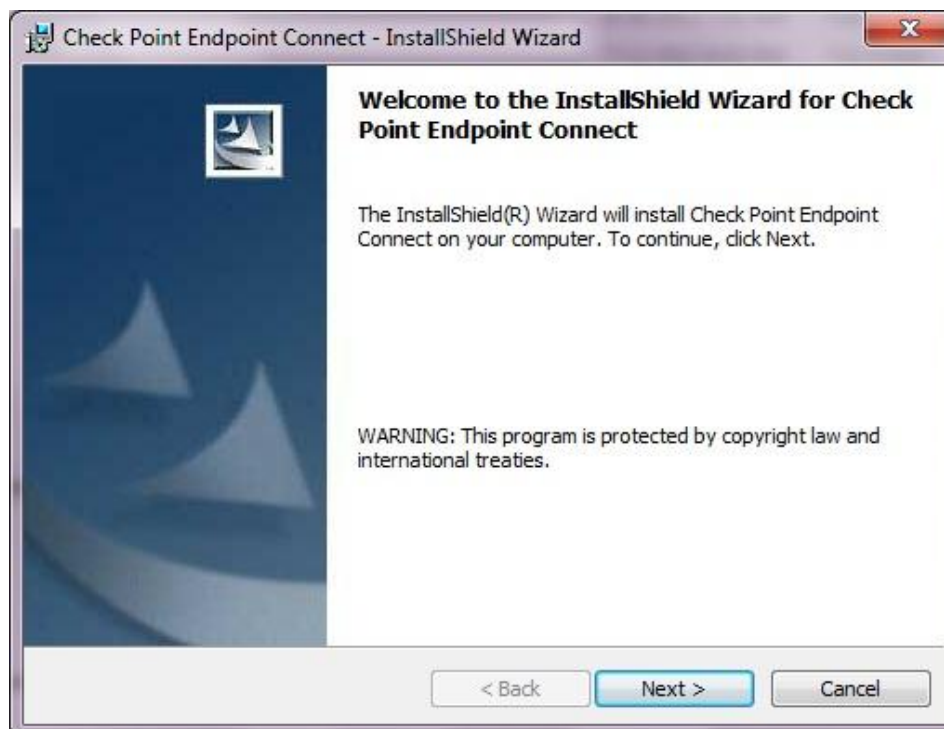 Check Point Endpoint Connect - InstallShield Wizard
Welcome to the InstallShield Wizard for Check
Point Endpoint Connect
The InstallShield(R) Wizard will install Check Point Endpoint
Connect on your computer. To continue, click Next.
WARNING: This program is protected by copyright law and
international treaties.
< Back
Next >
Cancel